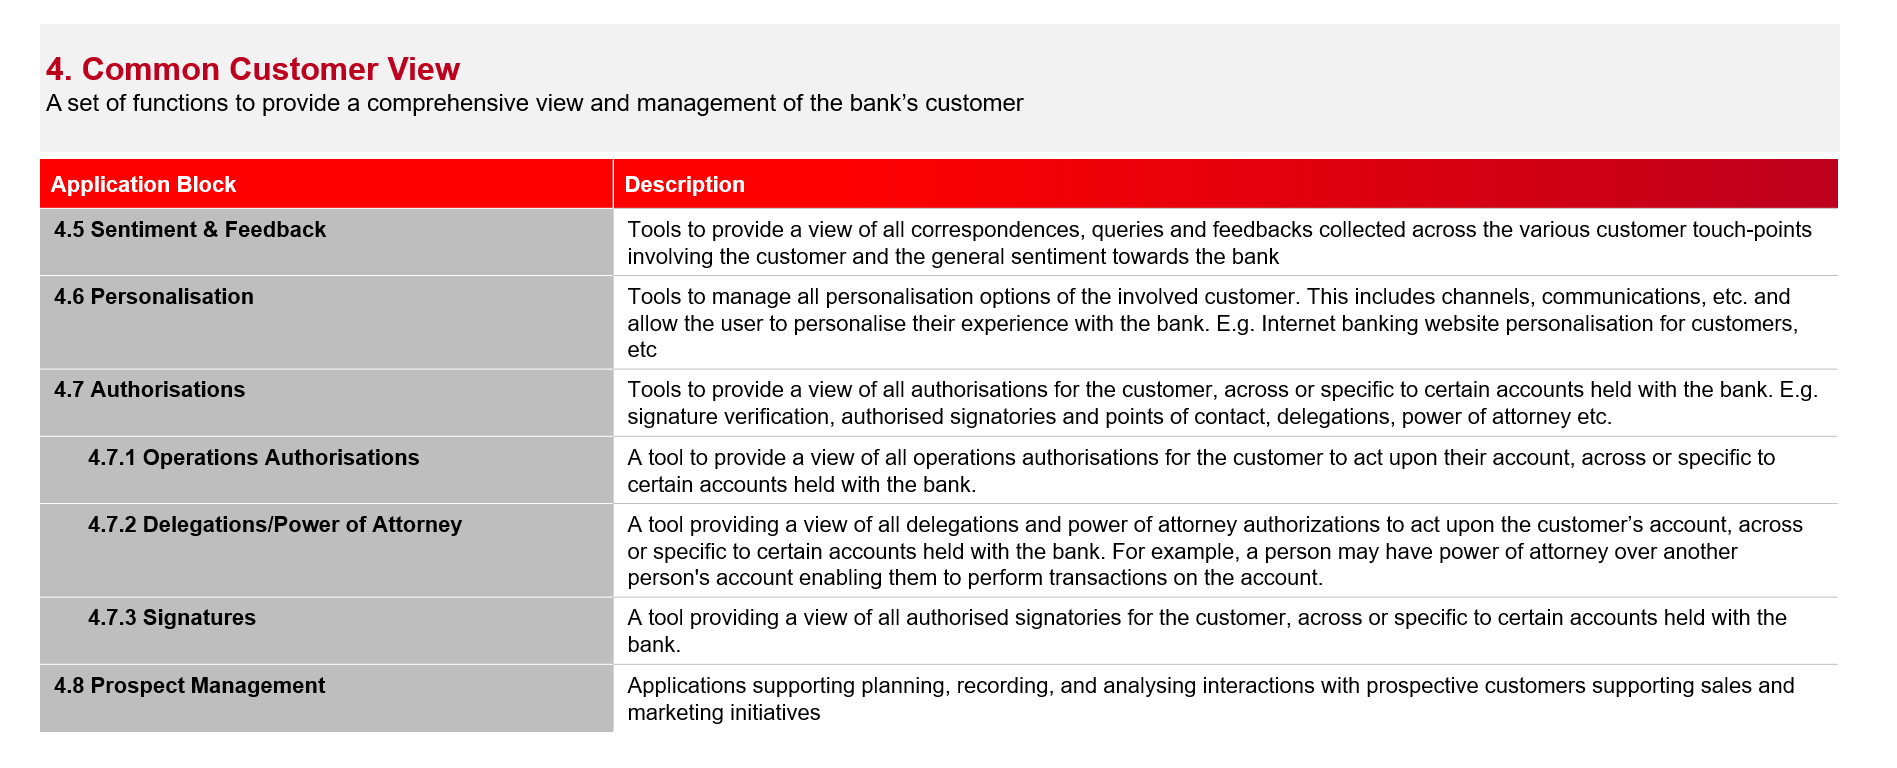 4. Common Customer View
A set of functions to provide a comprehensive view and management of the bank’s customer
Application Block
Description
4.5 Sentiment & Feedback
Tools to provide a view of all correspondences, queries and feedbacks collected across the various customer touch-points
involving the customer and the general sentiment towards the bank
4.6 Personalisation
Tools to manage all personalisation options of the involved customer. This includes channels, communications, etc. and
allow the user to personalise their experience with the bank. E.g. Internet banking website personalisation for customers,
etc
4.7 Authorisations
Tools to provide a view of all authorisations for the customer, across or specific to certain accounts held with the bank. E.g.
signature verification, authorised signatories and points of contact, delegations, power of attorney etc.
4.7.1 Operations Authorisations
A tool to provide a view of all operations authorisations for the customer to act upon their account, across or specific to
certain accounts held with the bank.
4.7.2 Delegations/Power of Attorney
A tool providing a view of all delegations and power of attorney authorizations to act upon the customer’s account, across
or specific to certain accounts held with the bank. For example, a person may have power of attorney over another
person's account enabling them to perform transactions on the account.
4.7.3 Signatures
A tool providing a view of all authorised signatories for the customer, across or specific to certain accounts held with the
bank.
4.8 Prospect Management
Applications supporting planning, recording, and analysing interactions with prospective customers supporting sales and
marketing initiatives